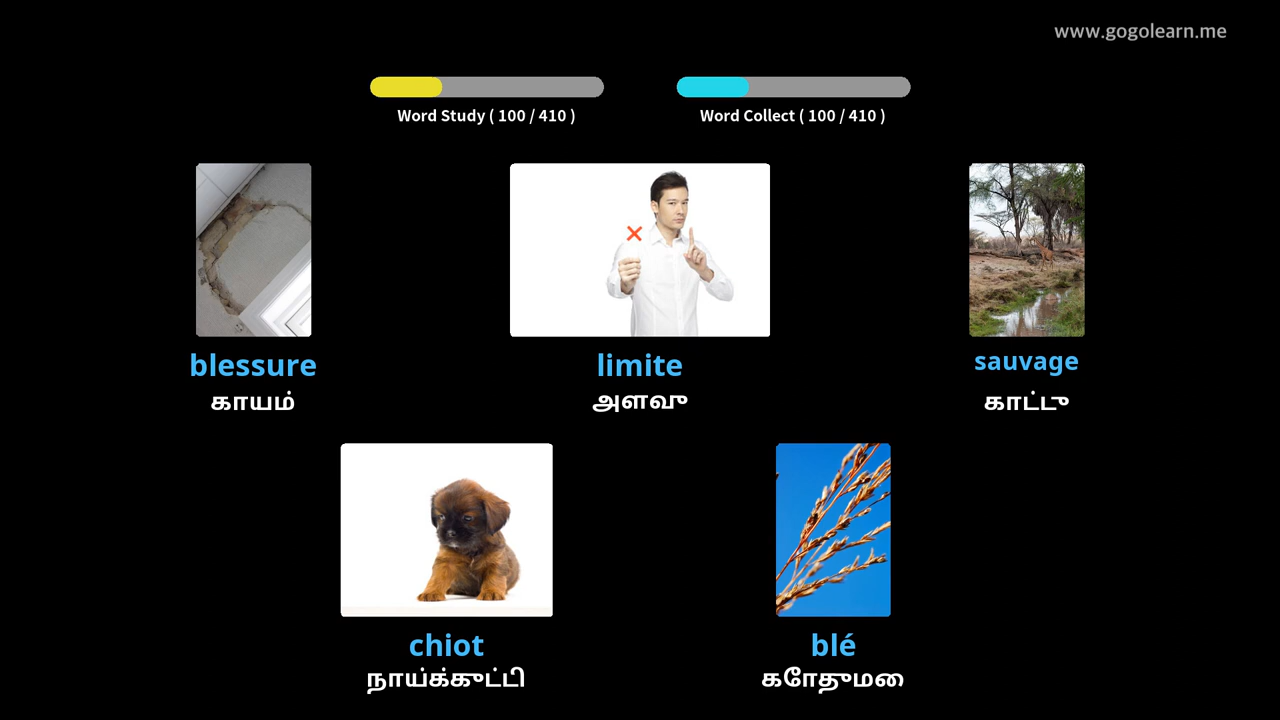 www.gogolearn.me
Word Study ( 100 / 410 )
Word Collect ( 100 / 410 )
blessure
limite
sauvage
காயம்
அளவு
காட்டு
chiot
blé
நாய்க்குட்டி
கோதுமை